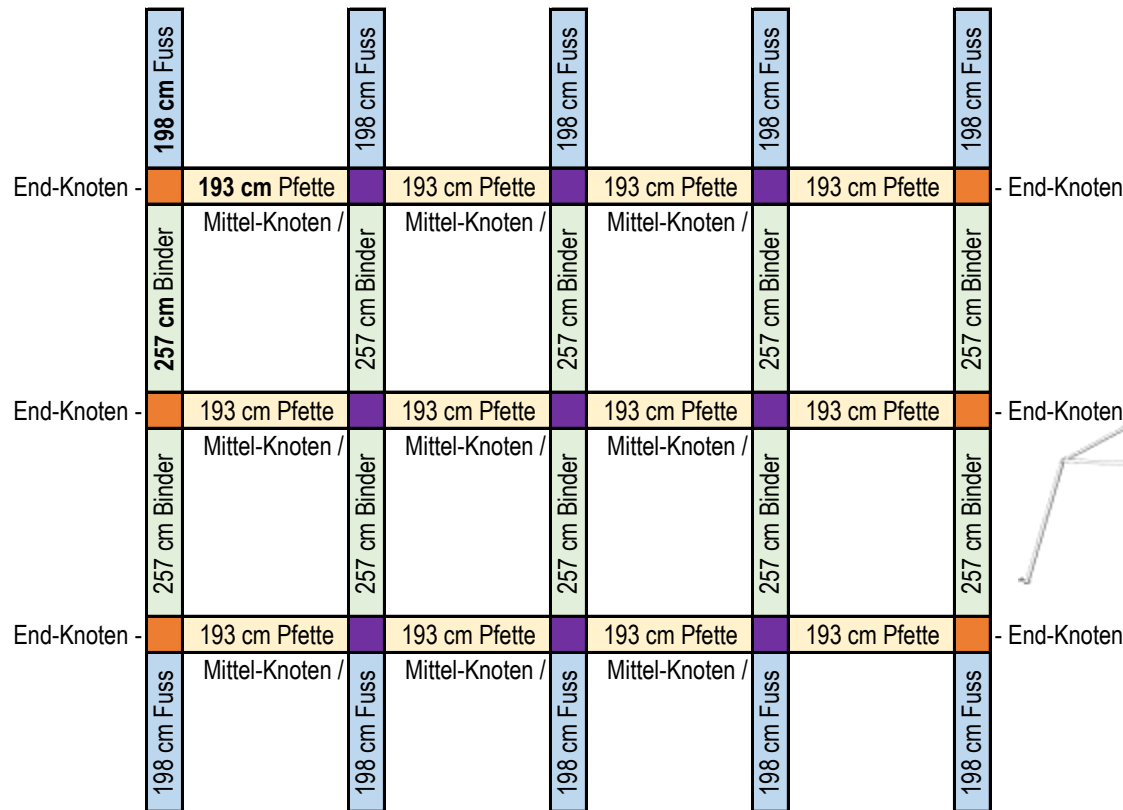 198 cm Fuss 198 cm Fuss 198 cm Fuss 198 cm Fuss 198 cm Fuss
End-Knoten - 193 cm Pfette 193 cm Pfette 193 cm Pfette 193 cm Pfette - End-Knoten
Mittel-Knoten / Mittel-Knoten / Mittel-Knoten /
257 cm Binder 257 cm Binder 257 cm Binder 257 cm Binder 257 cm Binder
End-Knoten - 193 cm Pfette 193 cm Pfette 193 cm Pfette 193 cm Pfette - End-Knoten
Mittel-Knoten / Mittel-Knoten / Mittel-Knoten /
257 cm Binder 257 cm Binder 257 cm Binder 257 cm Binder 257 cm Binder
End-Knoten - 193 cm Pfette 193 cm Pfette 193 cm Pfette 193 cm Pfette - End-Knoten
Mittel-Knoten / Mittel-Knoten / Mittel-Knoten /
198 cm Fuss 198 cm Fuss 198 cm Fuss 198 cm Fuss 198 cm Fuss